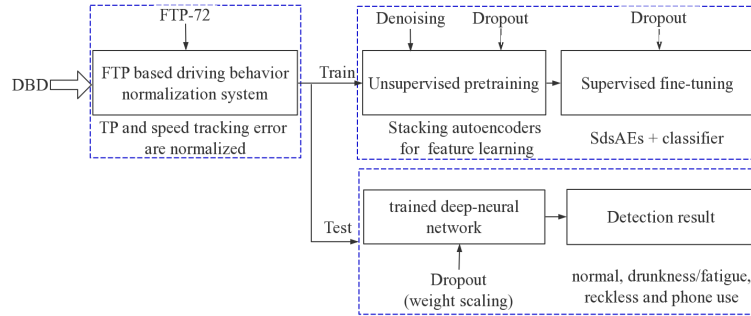 FTP-72
Denoising
Dropout
Dropout
DBD
FTP based driving behavior
normalization system
Train
Unsupervised pretraining
Supervised fine-tuning
TP and speed tracking error
are normalized
Stacking autoencoders
for feature learning
SdsAEs + classifier
Test
trained deep-neural
network
Detection result
Dropout
(weight scaling)
normal, drunkness/fatigue,
reckless and phone use